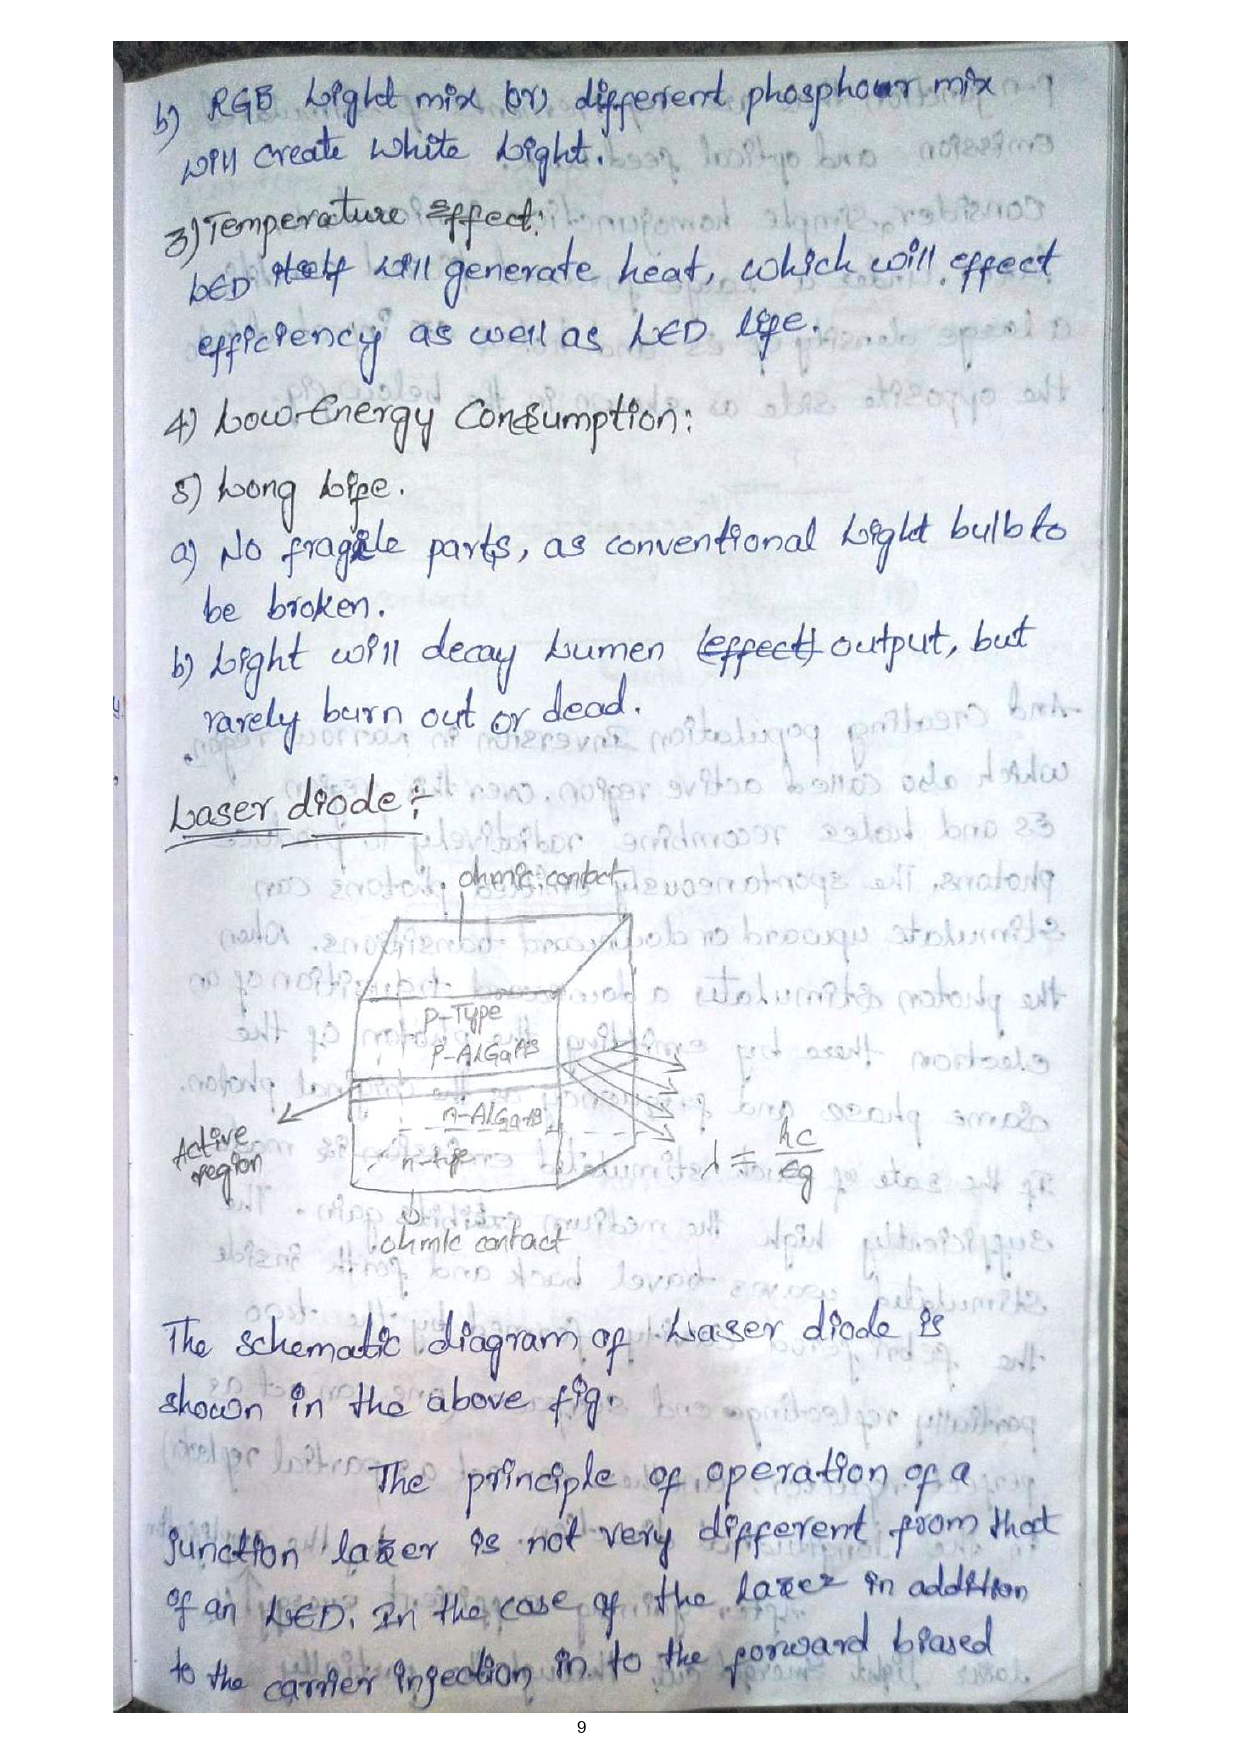 b) RGB Light mix (or) different phosphour mix
will create white Light.
3) Temperature Effect:
LED itself will generate heat, which will effect
efficiency as well as LED life.
4) Low-Energy Consumption:
5) Long Life.
a) No fragile parts, as conventional Light bulb to
be broken.
b) Light will decay Lumen (effect) output, but
rarely burn out or dead.
Laser diode :-
ohmic contact
p-Type
P-AlGaAs
n-AlGaAs
n-type
Active
region
λ = hc/Eg
ohmic contact
The schematic diagram of Laser diode is
shown in the above fig.
The principle of operation of a
junction lazer is not very different from that
of an LED. In the case of the Lazer in addition
to the carrier injection in to the forward biased
9